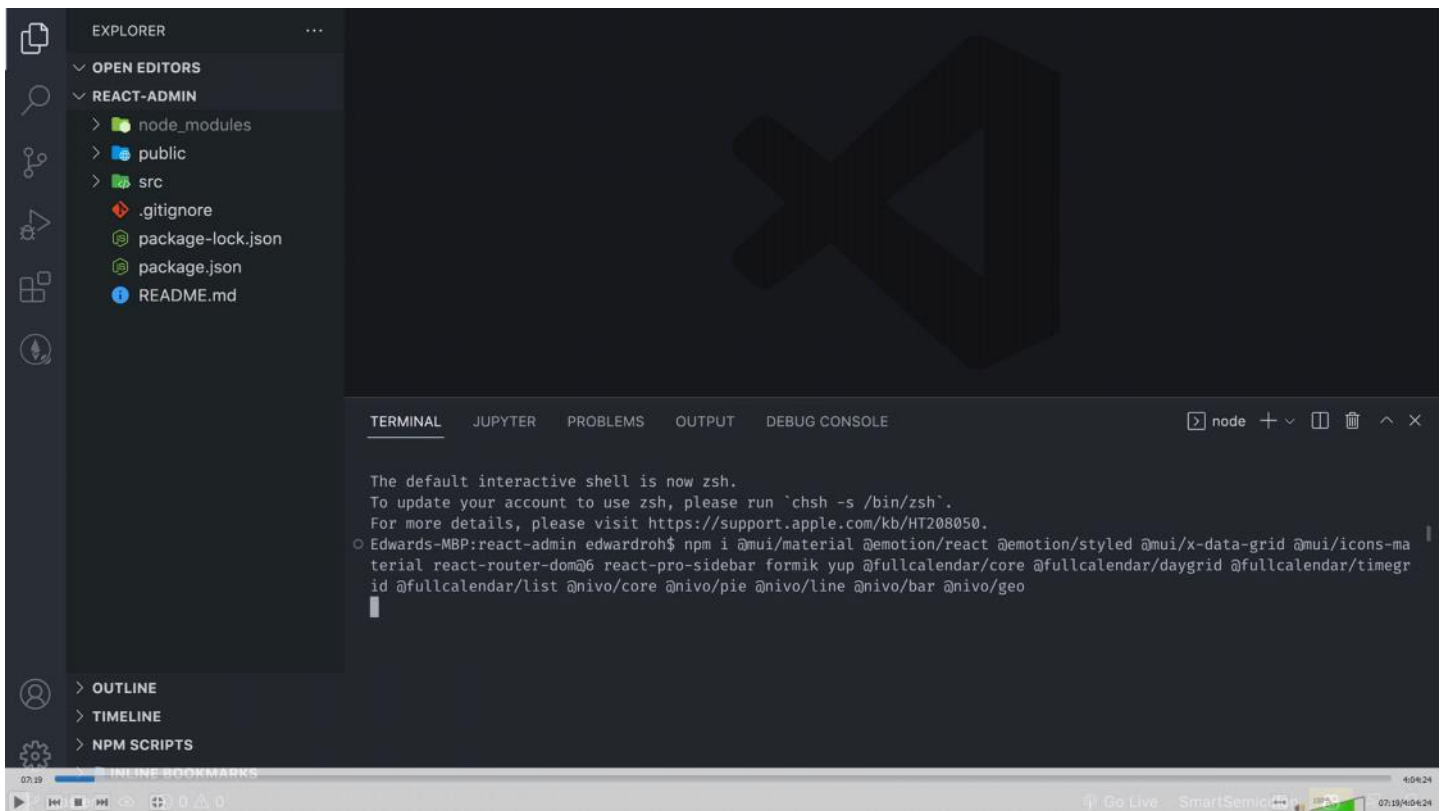 EXPLORER
OPEN EDITORS
REACT-ADMIN
node_modules
public
src
.gitignore
package-lock.json
package.json
README.md
TERMINAL JUPYTER PROBLEMS OUTPUT DEBUG CONSOLE node
The default interactive shell is now zsh.
To update your account to use zsh, please run `chsh -s /bin/zsh`.
For more details, please visit https://support.apple.com/kb/HT208050.
Edwards-MBP:react-admin edwardroh$ npm i @mui/material @emotion/react @emotion/styled @mui/x-data-grid @mui/icons-ma
terial react-router-dom@6 react-pro-sidebar formik yup @fullcalendar/core @fullcalendar/daygrid @fullcalendar/timegr
id @fullcalendar/list @nivo/core @nivo/pie @nivo/line @nivo/bar @nivo/geo
OUTLINE
TIMELINE
NPM SCRIPTS
INLINE BOOKMARKS
07:19 4:04:24
0 0 Go Live 07:19/4:04:24